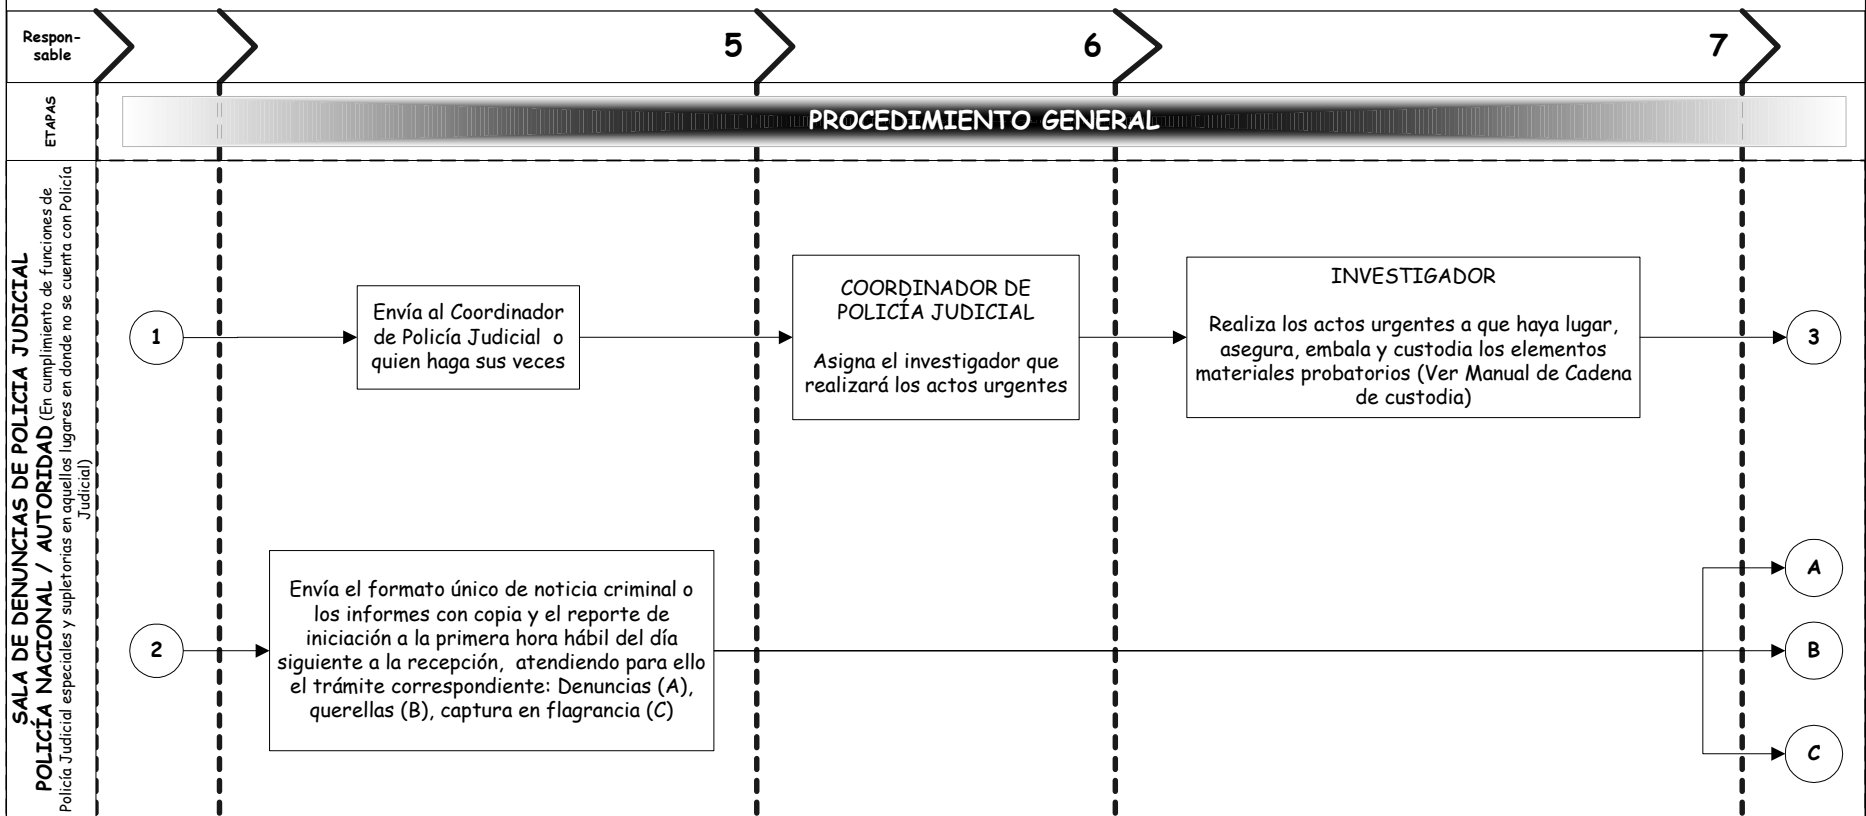 Respon-
sable
5
6
7
ETAPAS
PROCEDIMIENTO GENERAL
SALA DE DENUNCIAS DE POLICIA JUDICIAL
POLICÍA NACIONAL / AUTORIDAD (En cumplimiento de funciones de
Policía Judicial especiales y supletorias en aquellos lugares en donde no se cuenta con Policía
Judicial)
1
Envía al Coordinador
de Policía Judicial o
quien haga sus veces
COORDINADOR DE
POLICÍA JUDICIAL
Asigna el investigador que
realizará los actos urgentes
INVESTIGADOR
Realiza los actos urgentes a que haya lugar,
asegura, embala y custodia los elementos
materiales probatorios (Ver Manual de Cadena
de custodia)
3
2
Envía el formato único de noticia criminal o
los informes con copia y el reporte de
iniciación a la primera hora hábil del día
siguiente a la recepción, atendiendo para ello
el trámite correspondiente: Denuncias (A),
querellas (B), captura en flagrancia (C)
A
B
C